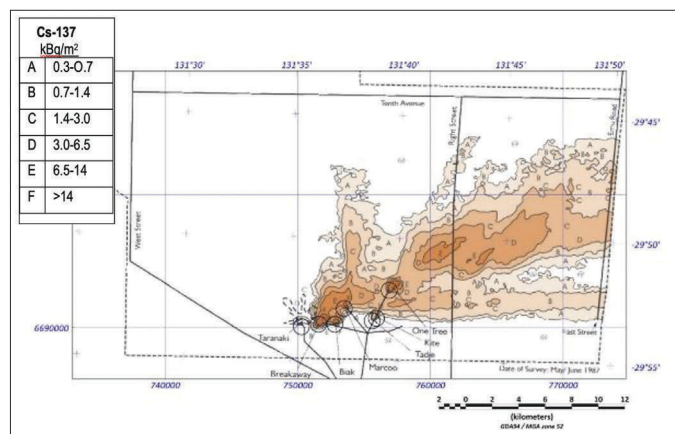 Cs-137
kBq/m²
A 0.3-O.7
B 0.7-1.4
C 1.4-3.0
D 3.0-6.5
E 6.5-14
F >14
131°30' 131°35' 131°40' 131°45' 131°50'
Tenth Avenue
-29°45'
Right Street
Emu Road
West Street
-29°50'
A
B
C
D
E
6690000
Taranaki
One Tree
Kite
Tadje
East Street
Marcoo
Biak
Breakaway
Date of Survey: May/ June 1987
-29°55'
740000 750000 760000 770000
2 0 2 4 6 8 10 12
(kilometers)
GDA94 / MGA zone 52